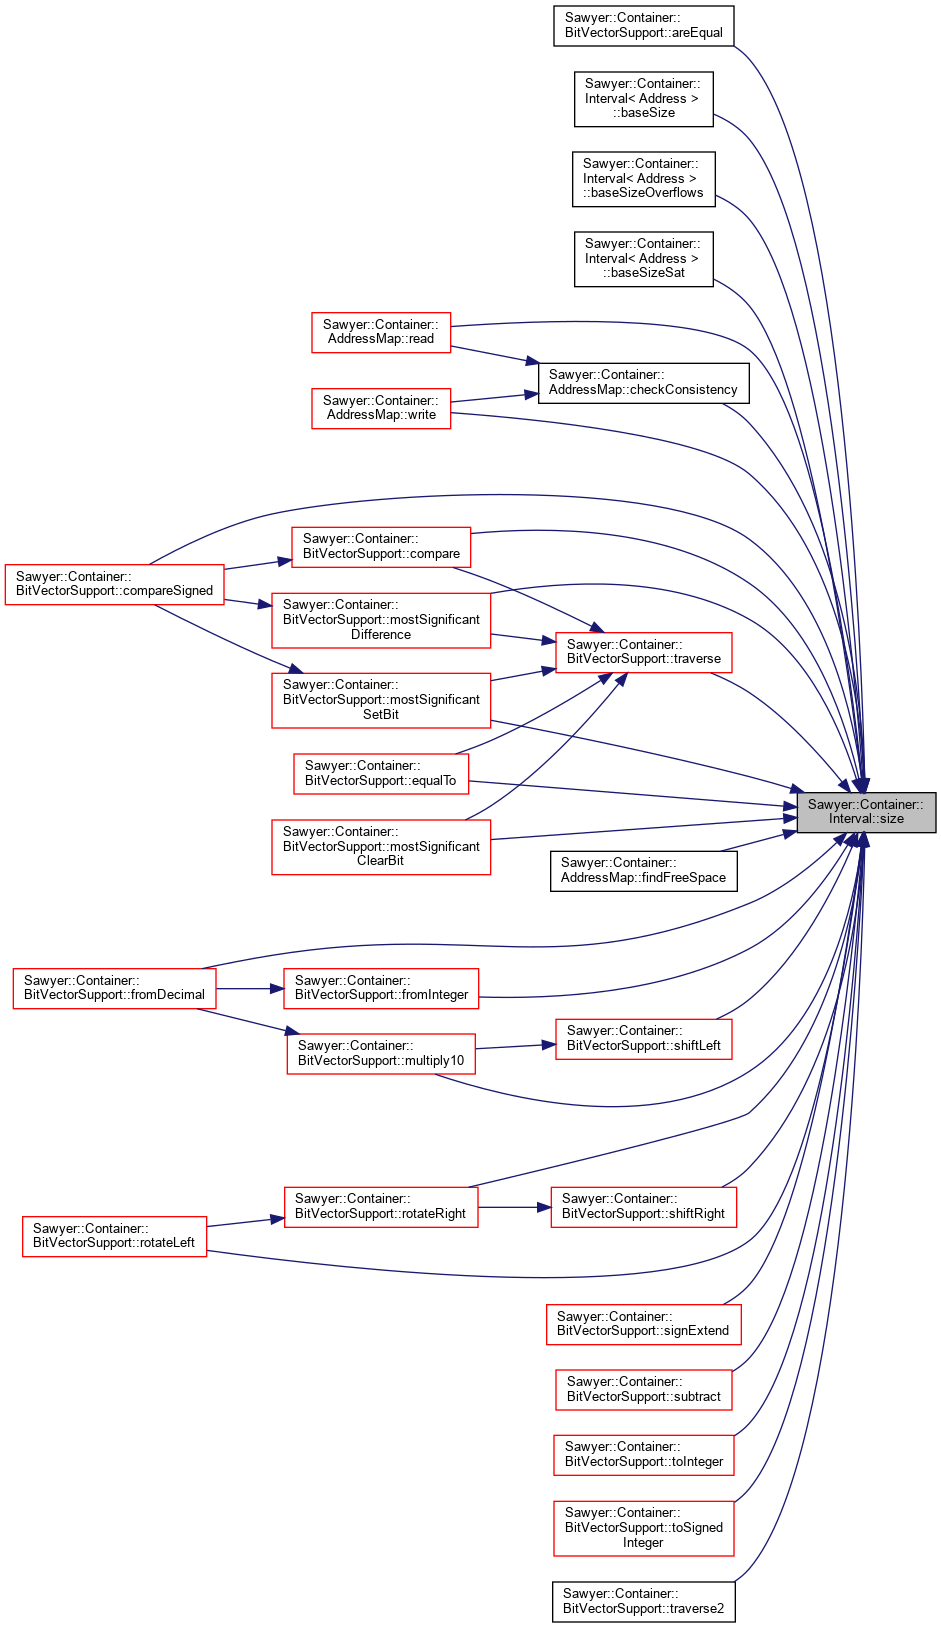 Sawyer::Container::
BitVectorSupport::areEqual
Sawyer::Container::
Interval< Address >
::baseSize
Sawyer::Container::
Interval< Address >
::baseSizeOverflows
Sawyer::Container::
Interval< Address >
::baseSizeSat
Sawyer::Container::
AddressMap::read
Sawyer::Container::
AddressMap::checkConsistency
Sawyer::Container::
AddressMap::write
Sawyer::Container::
BitVectorSupport::compare
Sawyer::Container::
BitVectorSupport::compareSigned
Sawyer::Container::
BitVectorSupport::mostSignificant
Difference
Sawyer::Container::
BitVectorSupport::traverse
Sawyer::Container::
BitVectorSupport::mostSignificant
SetBit
Sawyer::Container::
BitVectorSupport::equalTo
Sawyer::Container::
Interval::size
Sawyer::Container::
BitVectorSupport::mostSignificant
ClearBit
Sawyer::Container::
AddressMap::findFreeSpace
Sawyer::Container::
BitVectorSupport::fromDecimal
Sawyer::Container::
BitVectorSupport::fromInteger
Sawyer::Container::
BitVectorSupport::shiftLeft
Sawyer::Container::
BitVectorSupport::multiply10
Sawyer::Container::
BitVectorSupport::rotateRight
Sawyer::Container::
BitVectorSupport::shiftRight
Sawyer::Container::
BitVectorSupport::rotateLeft
Sawyer::Container::
BitVectorSupport::signExtend
Sawyer::Container::
BitVectorSupport::subtract
Sawyer::Container::
BitVectorSupport::toInteger
Sawyer::Container::
BitVectorSupport::toSigned
Integer
Sawyer::Container::
BitVectorSupport::traverse2